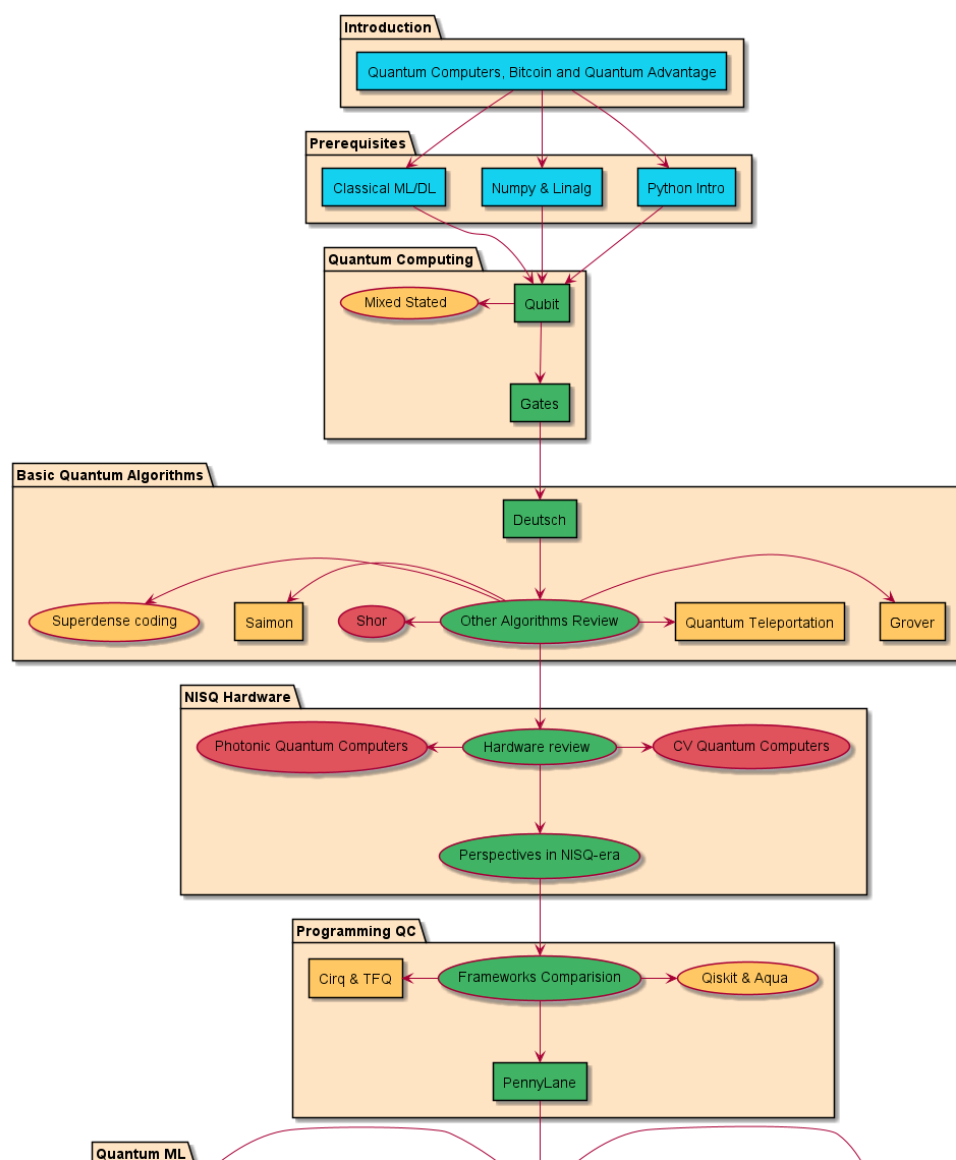 Introduction
Quantum Computers, Bitcoin and Quantum Advantage
Prerequisites
Classical ML/DL
Numpy & Linalg
Python Intro
Quantum Computing
Mixed Stated
Qubit
Gates
Basic Quantum Algorithms
Deutsch
Superdense coding
Saimon
Shor
Other Algorithms Review
Quantum Teleportation
Grover
NISQ Hardware
Photonic Quantum Computers
Hardware review
CV Quantum Computers
Perspectives in NISQ-era
Programming QC
Cirq & TFQ
Frameworks Comparision
Qiskit & Aqua
PennyLane
Quantum ML